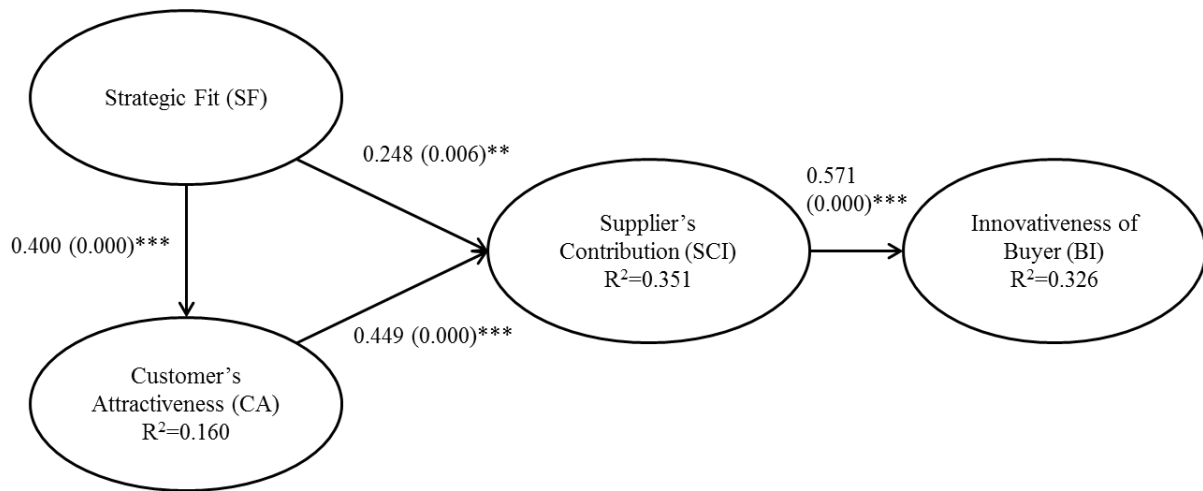 Strategic Fit (SF)
0.248 (0.006)**
0.571
(0.000)***
0.400 (0.000)***
Supplier's
Contribution (SCI)
R²=0.351
Innovativeness of
Buyer (BI)
R²=0.326
0.449 (0.000)***
Customer's
Attractiveness (CA)
R²=0.160